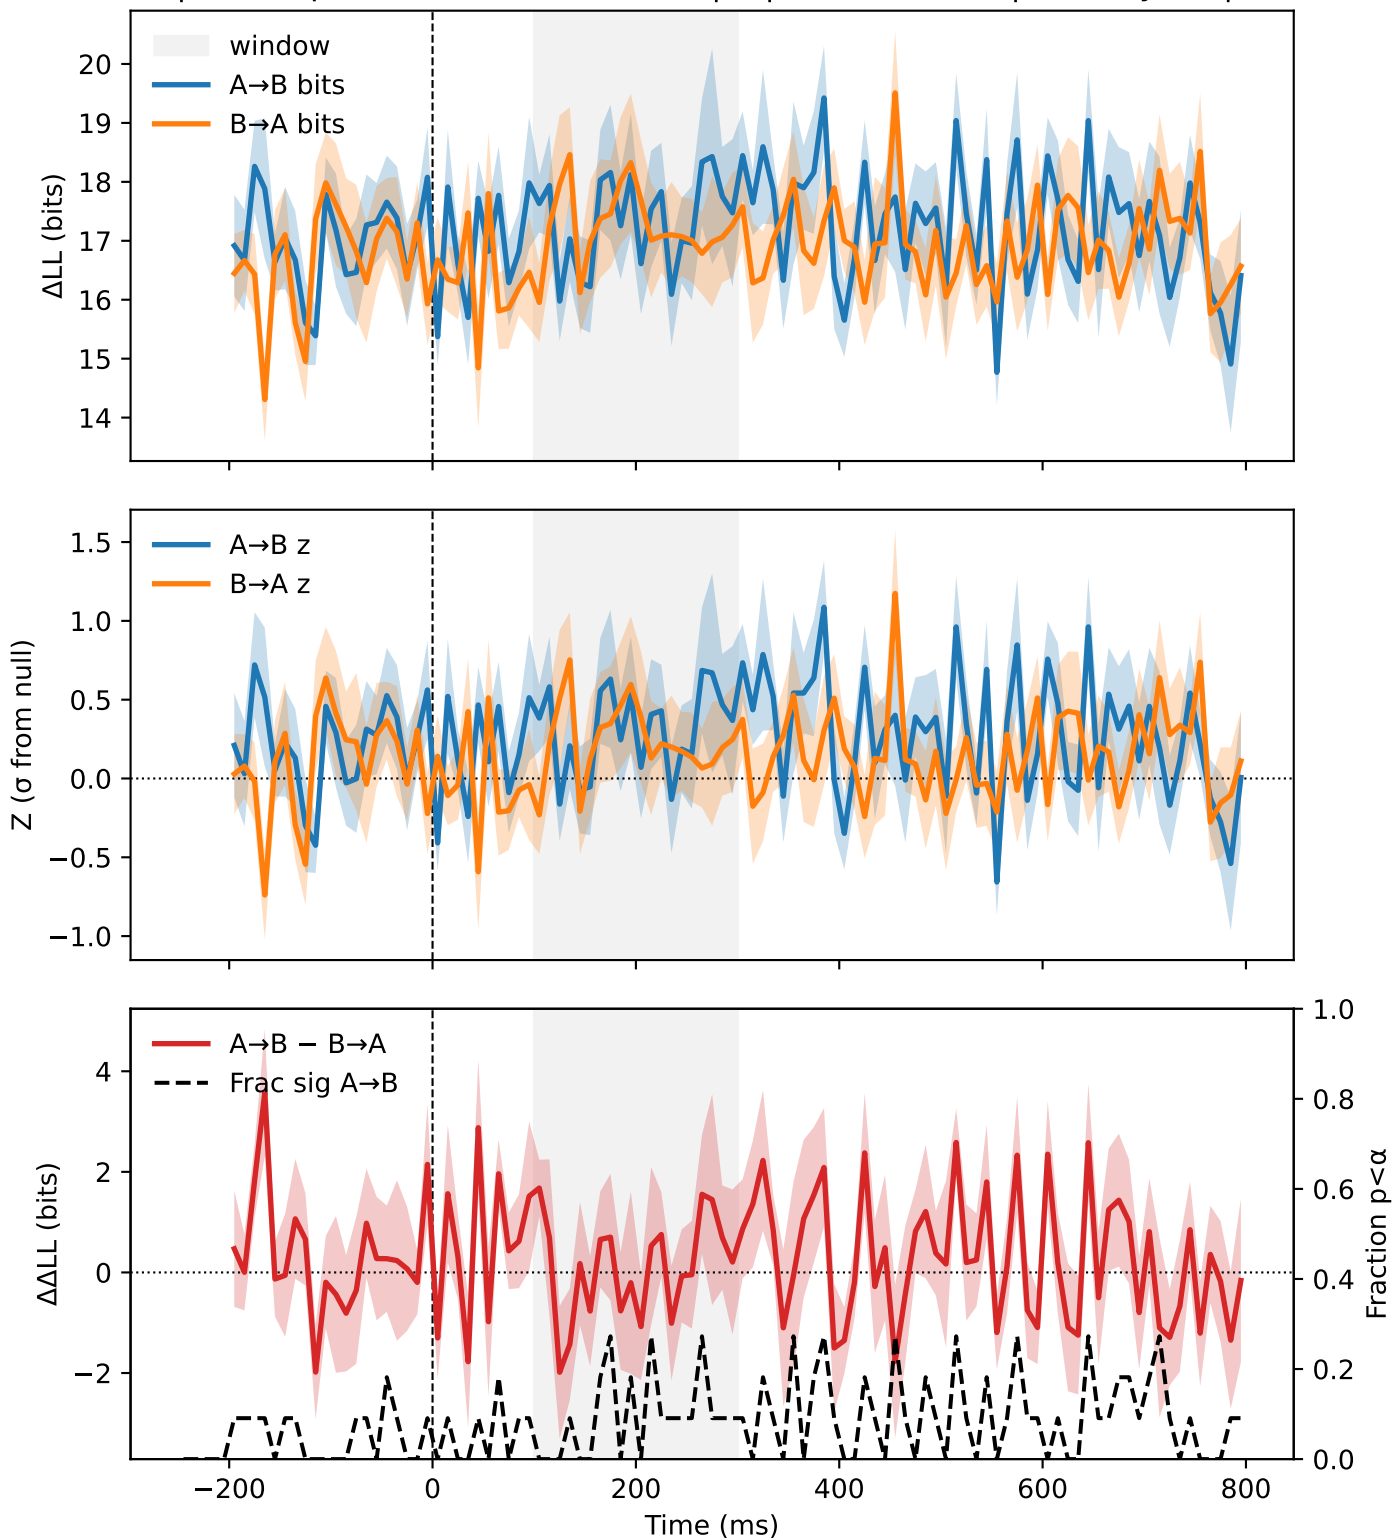 20
19
18
17
16
15
14
ΔLL (bits)
window
A→B bits
B→A bits
1.5
1.0
0.5
0.0
−0.5
−1.0
Z (σ from null)
A→B z
B→A z
4
2
0
−2
ΔΔLL (bits)
A→B − B→A
Frac sig A→B
1.0
0.8
0.6
0.4
0.2
0.0
Fraction p<α
−200 0 200 400 600 800
Time (ms)